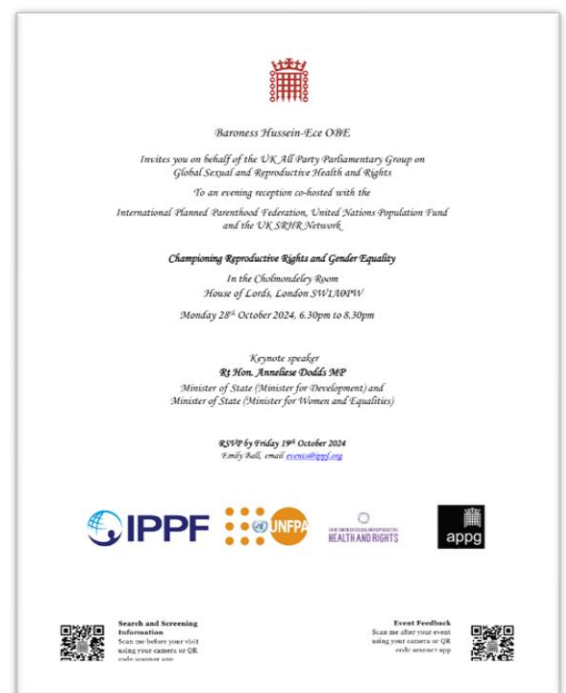 Baroness Hussein-Ece OBE
Invites you on behalf of the UK All Party Parliamentary Group on
Global Sexual and Reproductive Health and Rights
To an evening reception co-hosted with the
International Planned Parenthood Federation, United Nations Population Fund
and the UK SRHR Network
Championing Reproductive Rights and Gender Equality
In the Cholmondeley Room
House of Lords, London SW1A0PW
Monday 28th October 2024, 6.30pm to 8.30pm
Keynote speaker
Rt Hon. Anneliese Dodds MP
Minister of State (Minister for Development) and
Minister of State (Minister for Women and Equalities)
RSVP by Friday 19th October 2024
Emily Ball, email events@ippf.org
IPPF
UNFPA
HEALTH AND RIGHTS
appg
Search and Screening
Information
Scan me before your visit
using your camera or QR
code scanner app
Event Feedback
Scan me after your event
using your camera or QR
code scanner app